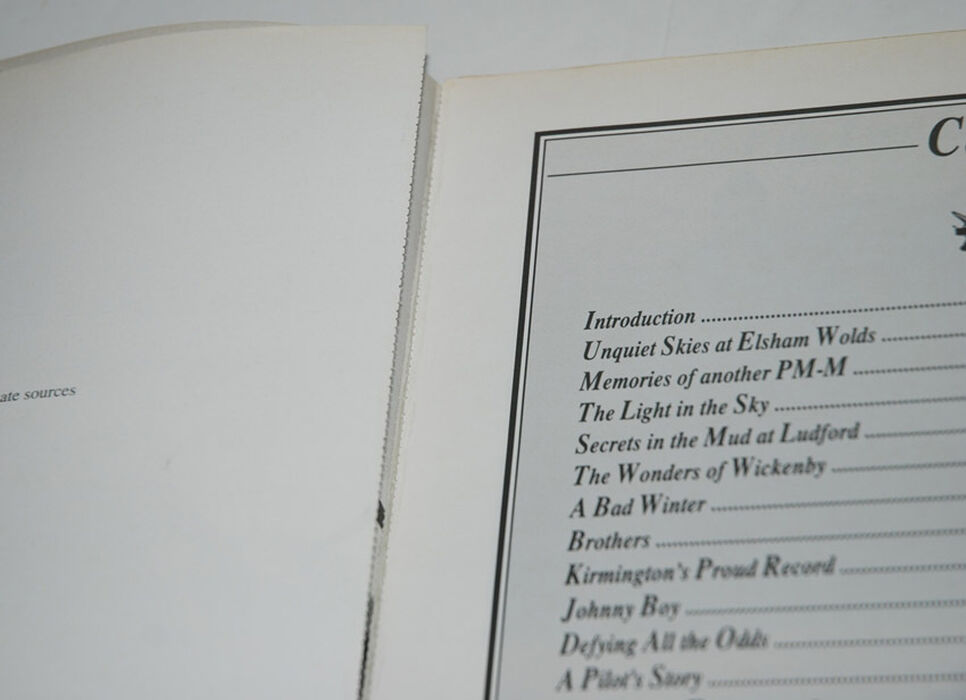 ate sources
C
Introduction
Unquiet Skies at Elsham Wolds
Memories of another PM-M
The Light in the Sky
Secrets in the Mud at Ludford
The Wonders of Wickenby
A Bad Winter
Brothers
Kirmington's Proud Record
Johnny Boy
Defying All the Odds
A Pilot's Story